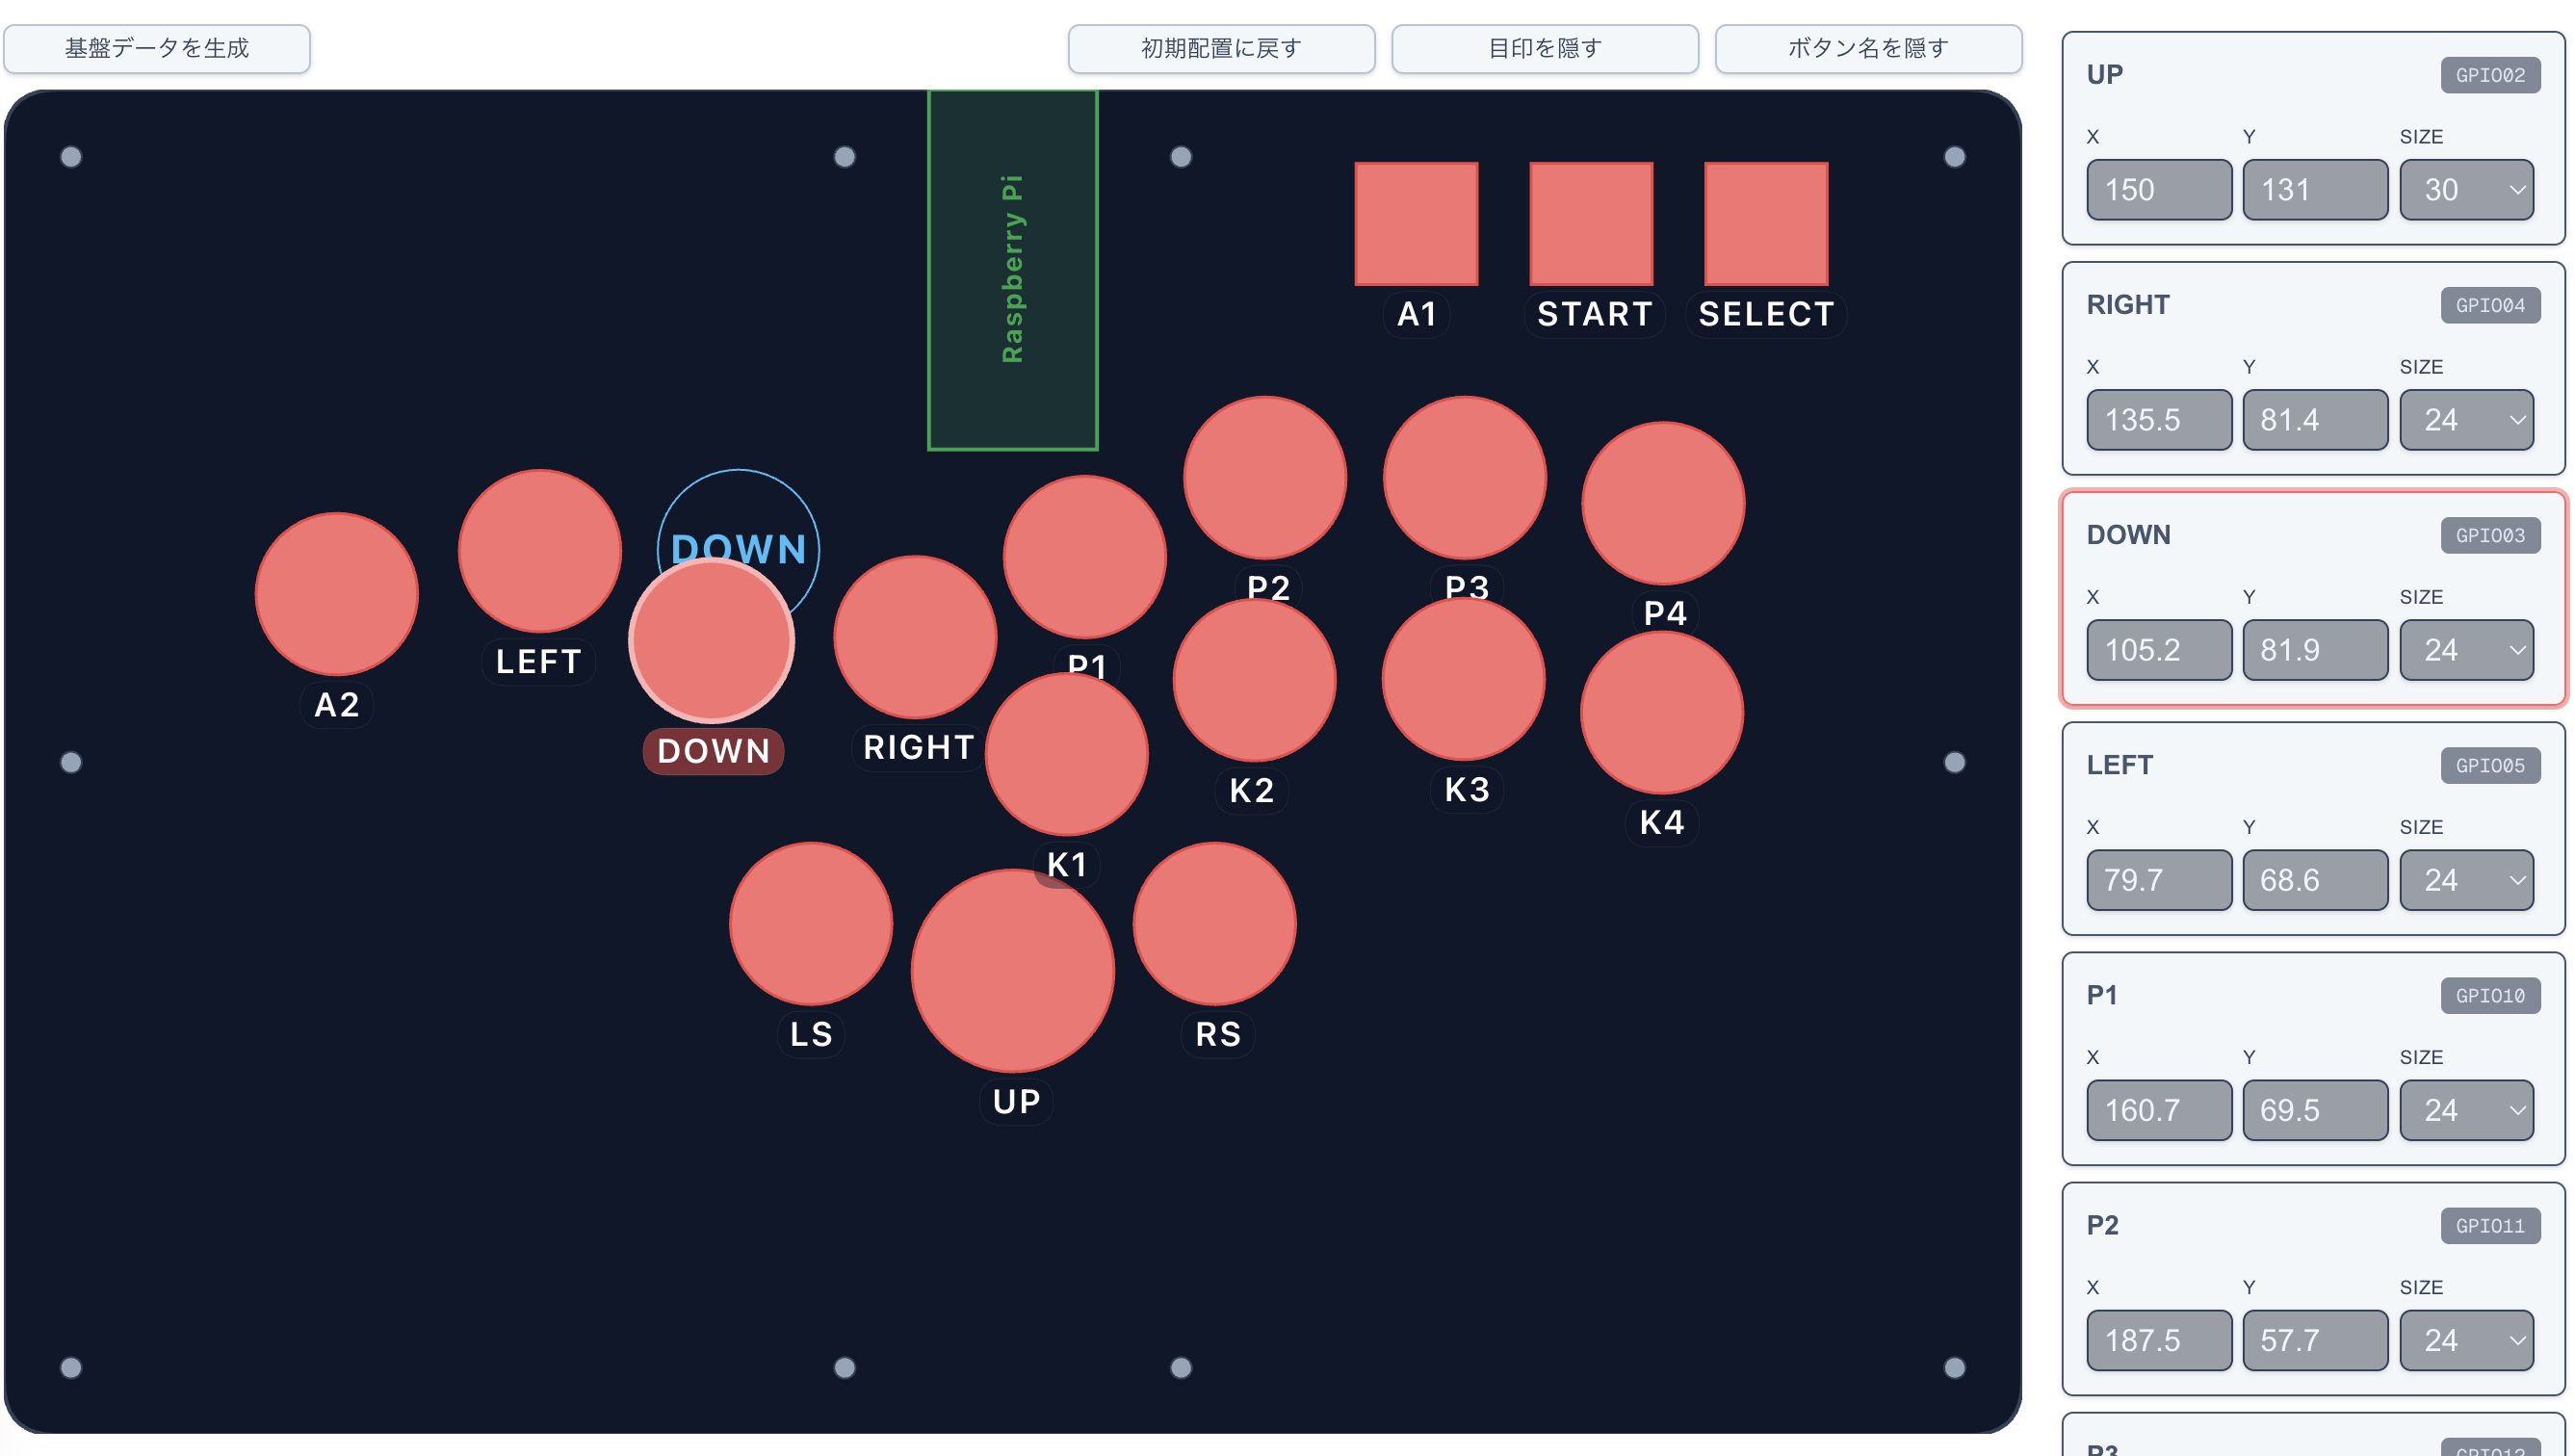 基盤データを生成
初期配置に戻す
目印を隠す
ボタン名を隠す
Raspberry Pi
A1
START
SELECT
DOWN
P2
P3
P4
LEFT
P1
A2
DOWN
RIGHT
K2
K3
K4
K1
LS
RS
UP
UP
GPIO02
X
Y
SIZE
150
131
30
RIGHT
GPIO04
X
Y
SIZE
135.5
81.4
24
DOWN
GPIO03
X
Y
SIZE
105.2
81.9
24
LEFT
GPIO05
X
Y
SIZE
79.7
68.6
24
P1
GPIO10
X
Y
SIZE
160.7
69.5
24
P2
GPIO11
X
Y
SIZE
187.5
57.7
24
P3
GPIO12